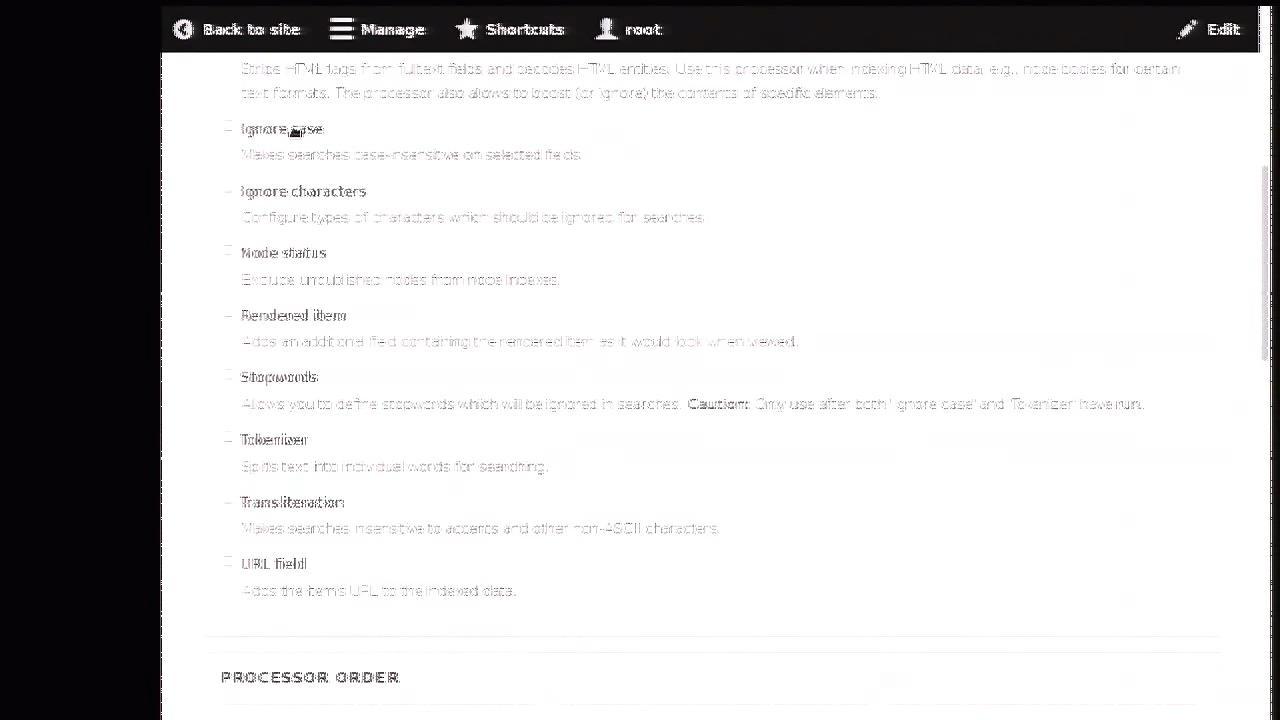 Back to site Manage Shortcuts root Edit
Strips HTML tags from fulltext fields and decodes HTML entities. Use this processor when indexing HTML data, e.g., node bodies for certain
text formats. The processor also allows to boost (or ignore) the contents of specific elements.
Ignore case
Makes searches case-insensitive on selected fields.
Ignore characters
Configure types of characters which should be ignored for searches.
Node status
Exclude unpublished nodes from node indexes.
Rendered item
Adds an additional field containing the rendered item as it would look when viewed.
Stopwords
Allows you to define stopwords which will be ignored in searches. Caution: Only use after both 'Ignore case' and 'Tokenizer' have run.
Tokenizer
Splits text into individual words for searching.
Transliteration
Makes searches insensitive to accents and other non-ASCII characters.
URL field
Adds the item's URL to the indexed data.
PROCESSOR ORDER